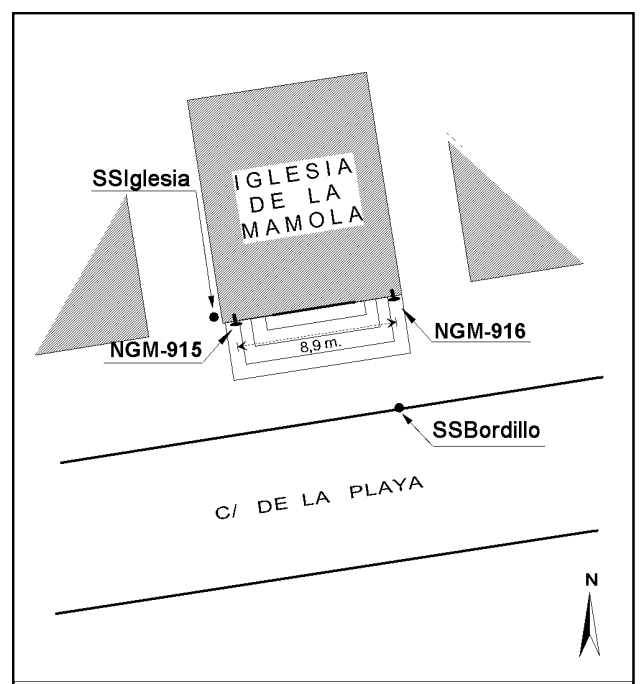 IGLESIA
DE LA
MAMOLA
SSIglesia
NGM-915
NGM-916
8,9 m.
SSBordillo
C/ DE LA PLAYA
N